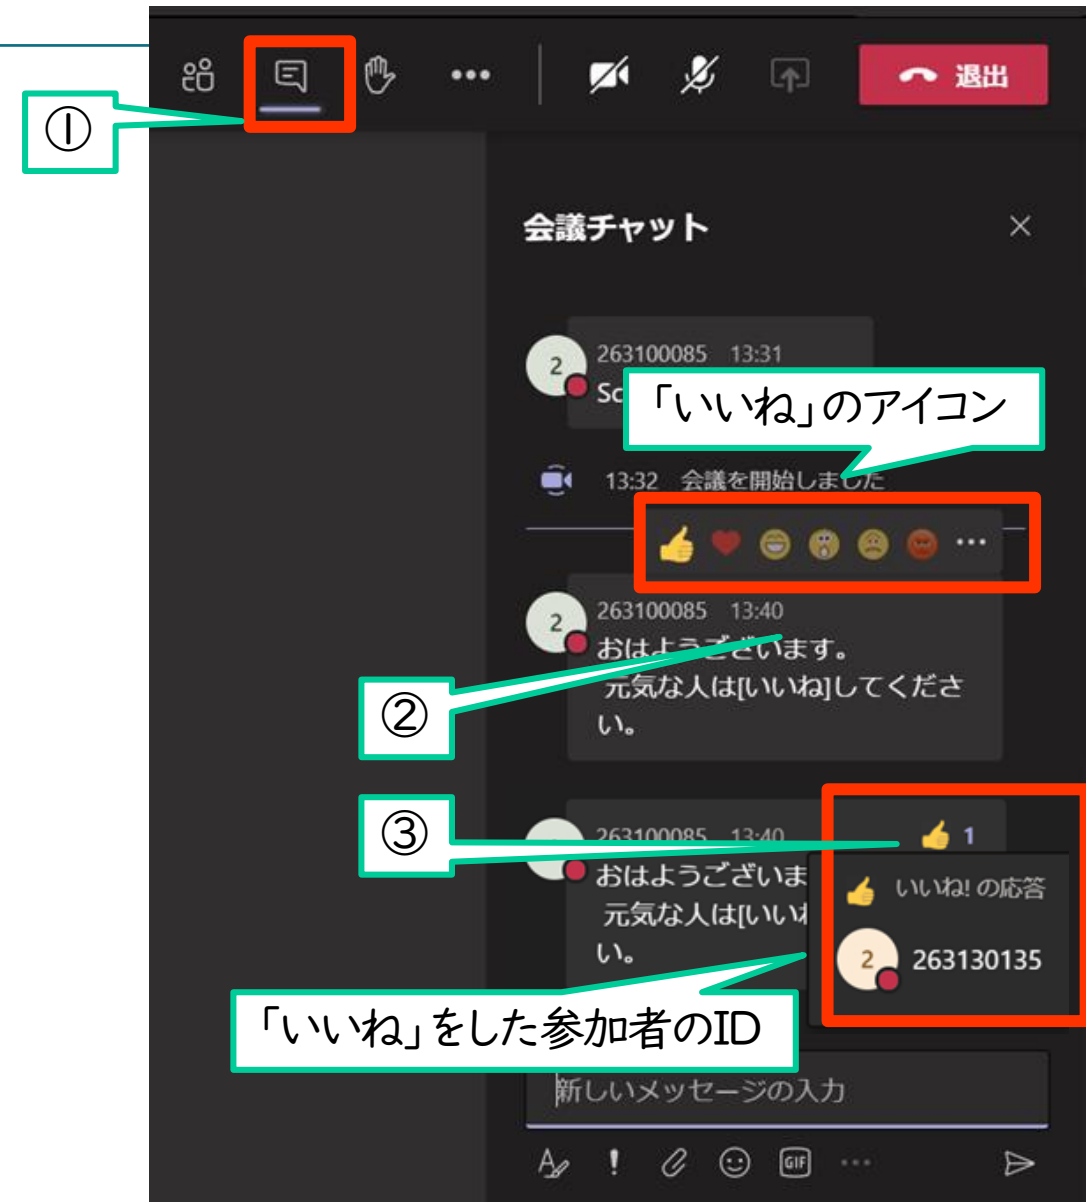 退出
①
会議チャット
263100085 13:31
Sc
「いいね」のアイコン
13:32 会議を開始しました
263100085 13:40
おはようございます。
元気な人は[いいね]してくださ
い。
②
③
263100085 13:40
1
おはようございま
元気な人は[いい
い。
いいね! の応答
2
263130135
「いいね」をした参加者のID
新しいメッセージの入力
GIF